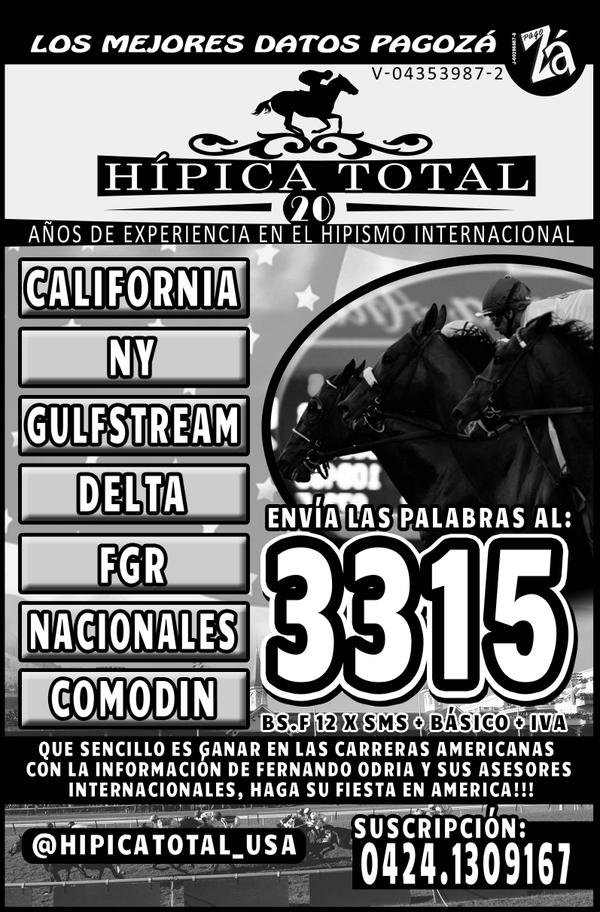 LOS MEJORES DATOS PAGOZÁ
pago
Zá
V-04353987-2
HÍPICA TOTAL
20
AÑOS DE EXPERIENCIA EN EL HIPISMO INTERNACIONAL
CALIFORNIA
NY
GULFSTREAM
DELTA
FGR
NACIONALES
COMODIN
ENVÍA LAS PALABRAS AL:
3315
BS.F 12 X SMS + BÁSICO + IVA
QUE SENCILLO ES GANAR EN LAS CARRERAS AMERICANAS
CON LA INFORMACIÓN DE FERNANDO ODRIA Y SUS ASESORES
INTERNACIONALES, HAGA SU FIESTA EN AMERICA!!!
@HIPICATOTAL_USA
SUSCRIPCIÓN:
0424.1309167